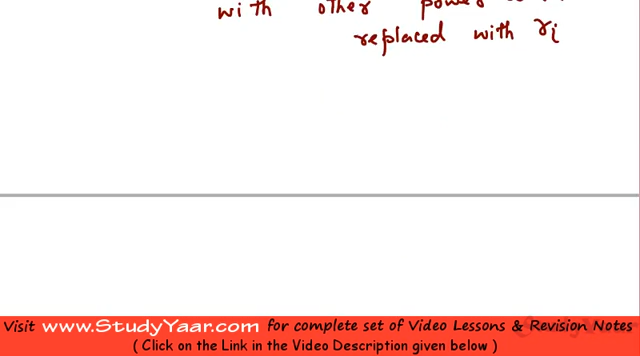 with other power
replaced with ri
Visit www.StudyYaar.com for complete set of Video Lessons & Revision Notes
( Click on the Link in the Video Description given below )